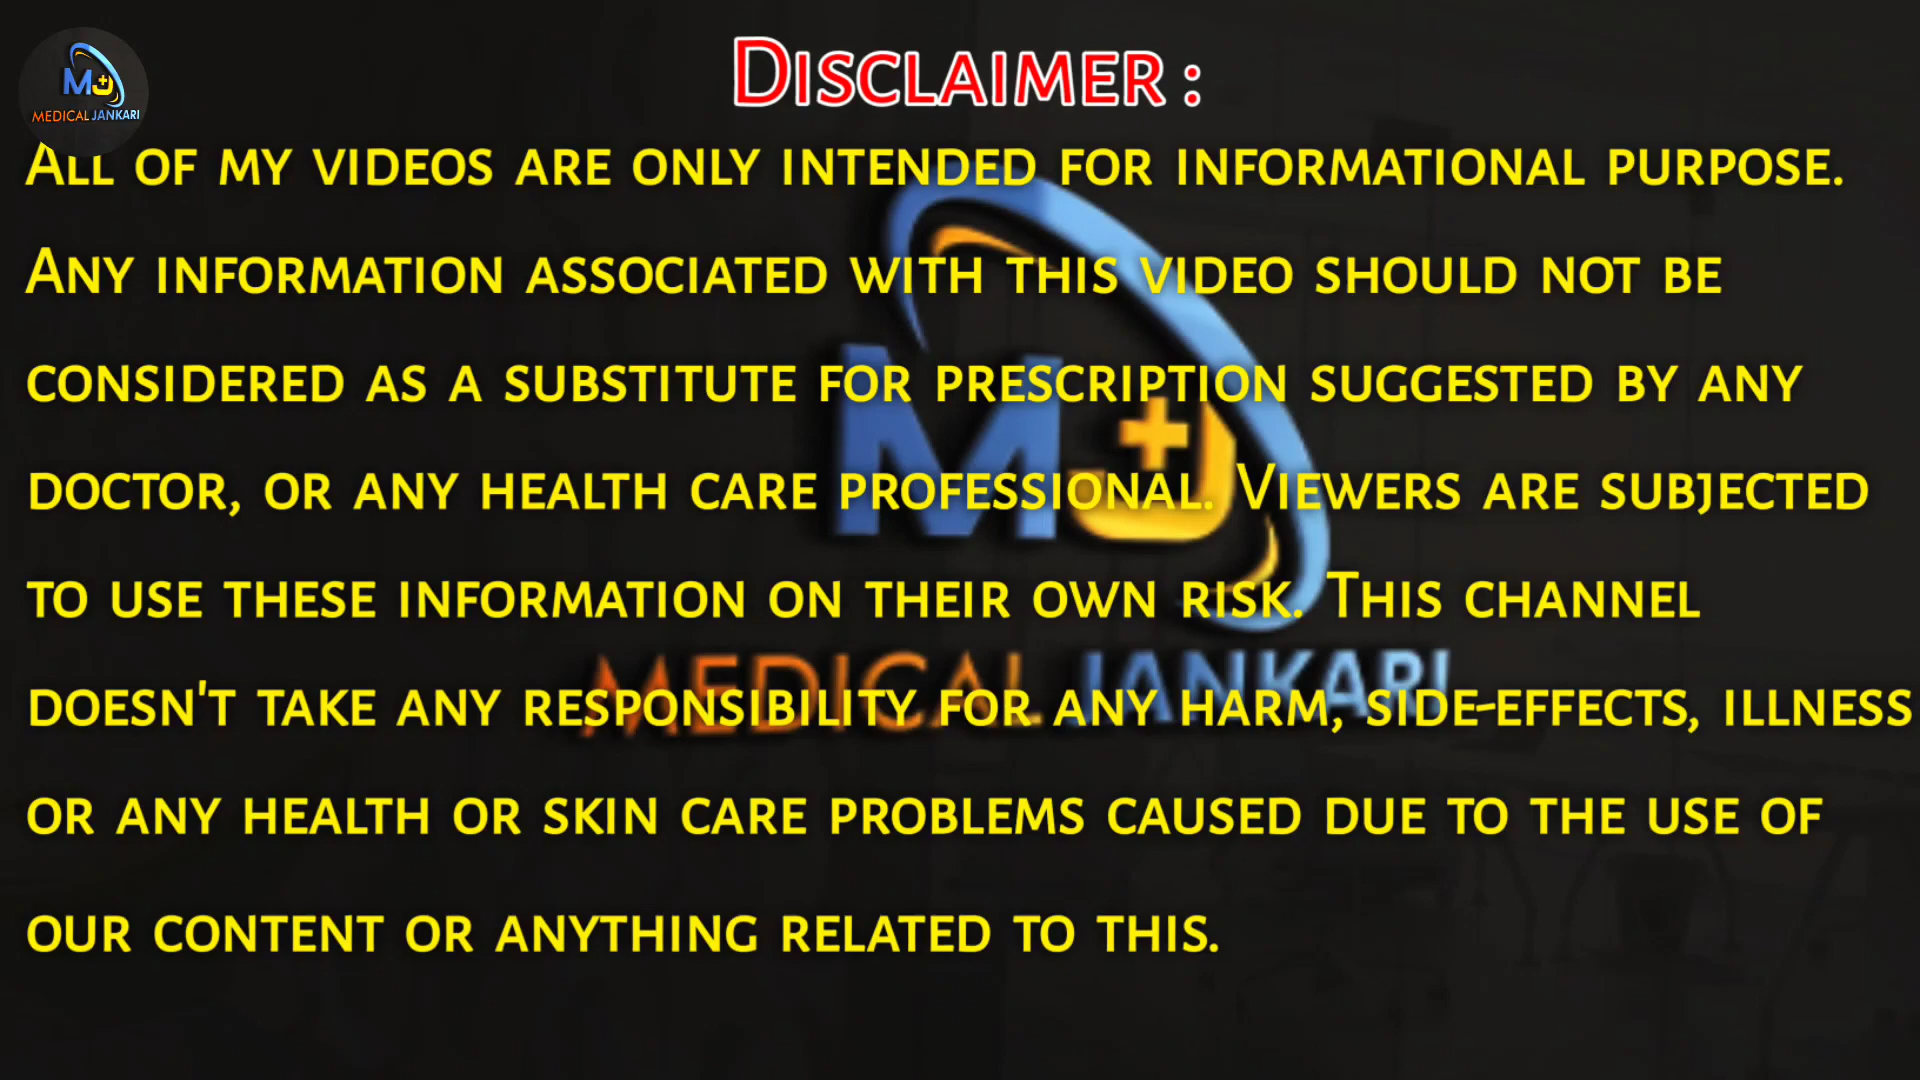 MJ
MEDICAL JANKARI
DISCLAIMER :
ALL OF MY VIDEOS ARE ONLY INTENDED FOR INFORMATIONAL PURPOSE.
ANY INFORMATION ASSOCIATED WITH THIS VIDEO SHOULD NOT BE
CONSIDERED AS A SUBSTITUTE FOR PRESCRIPTION SUGGESTED BY ANY
DOCTOR, OR ANY HEALTH CARE PROFESSIONAL. VIEWERS ARE SUBJECTED
TO USE THESE INFORMATION ON THEIR OWN RISK. THIS CHANNEL
DOESN'T TAKE ANY RESPONSIBILITY FOR ANY HARM, SIDE-EFFECTS, ILLNESS
OR ANY HEALTH OR SKIN CARE PROBLEMS CAUSED DUE TO THE USE OF
OUR CONTENT OR ANYTHING RELATED TO THIS.
MJ
MEDICAL JANKARI